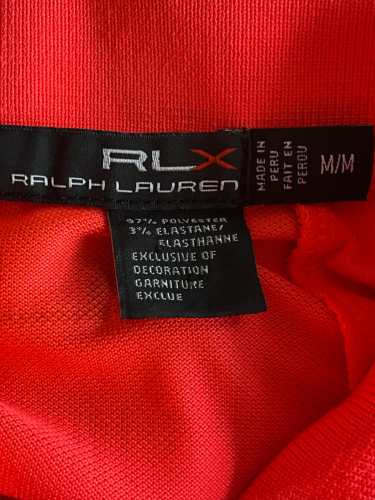 RLX
RALPH LAUREN
MADE IN
PERU
FAIT EN
PEROU
M/M
97% POLYESTER
3% ELASTANE/
ELASTHANNE
EXCLUSIVE OF
DECORATION
GARNITURE
EXCLUE